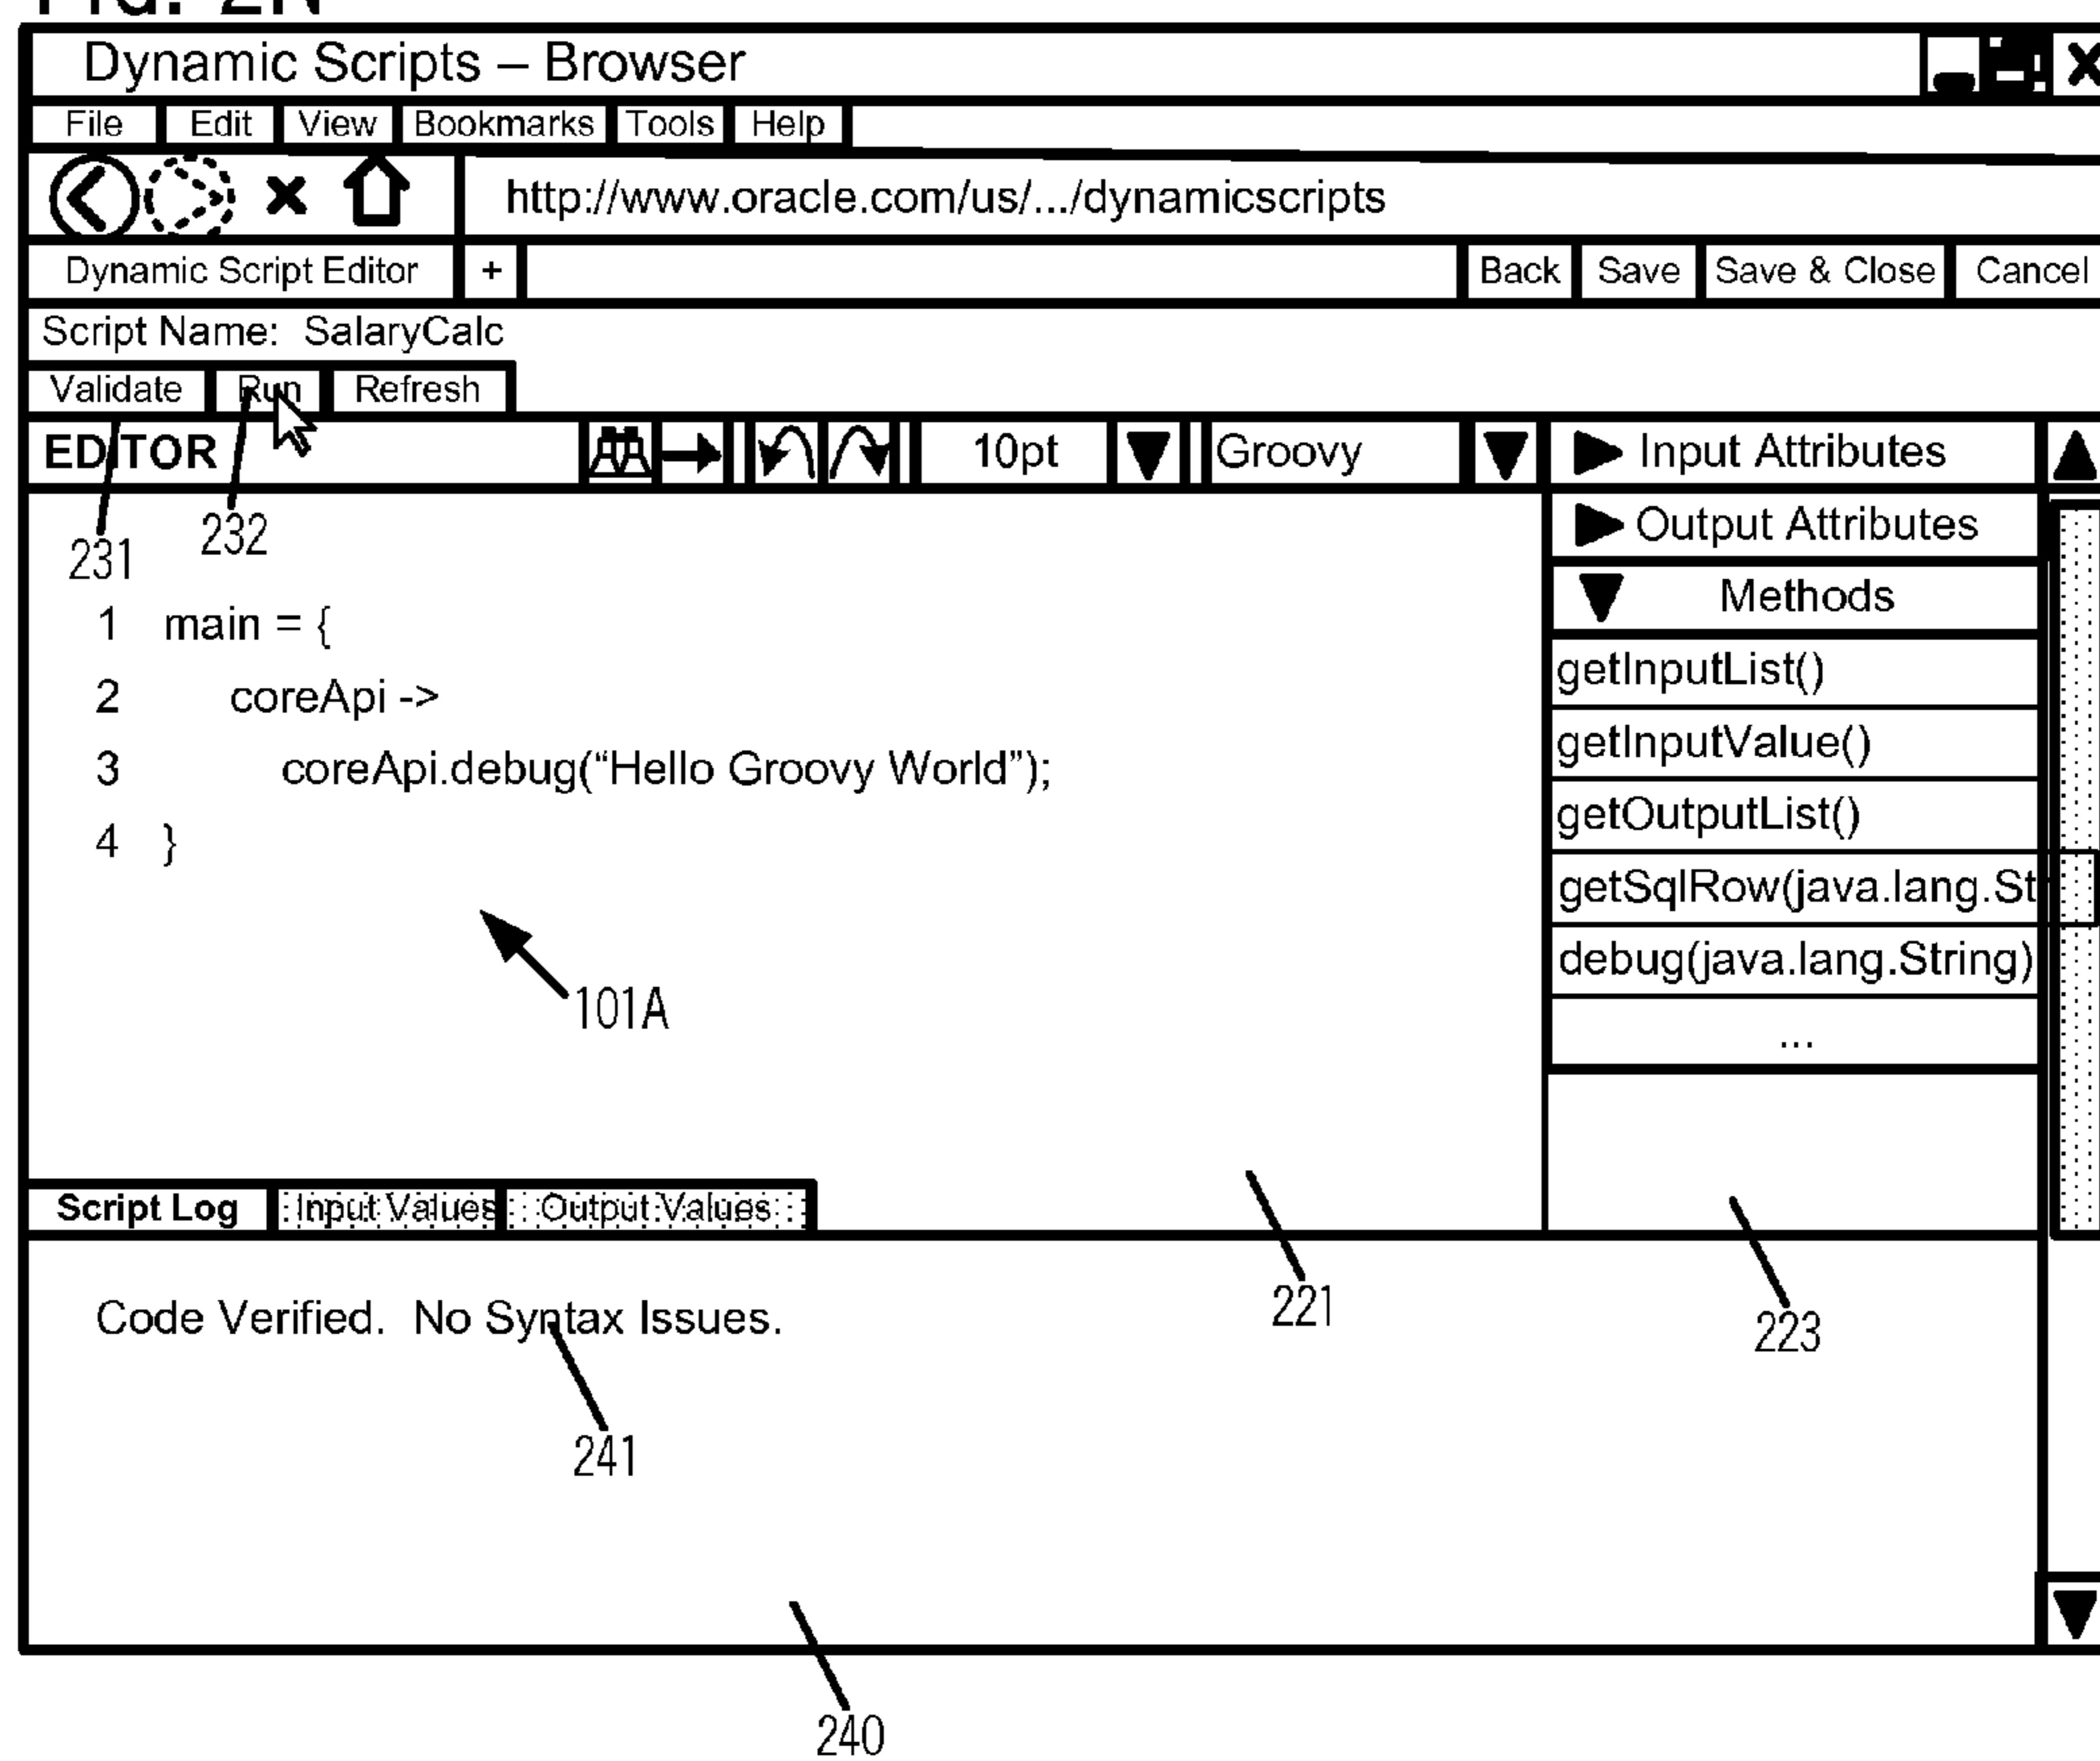 FIG. 2N
Dynamic Scripts – Browser
File Edit View Bookmarks Tools Help
http://www.oracle.com/us/.../dynamicscripts
Dynamic Script Editor + Back Save Save & Close Cancel
Script Name: SalaryCalc
Validate Run Refresh
EDITOR 10pt Groovy Input Attributes
Output Attributes
231 232
Methods
1 main = {
getInputList()
2 coreApi ->
getInputValue()
3 coreApi.debug(“Hello Groovy World”);
getOutputList()
4 }
getSqlRow(java.lang.St
debug(java.lang.String)
101A
...
Script Log Input Values Output Values
221
223
Code Verified. No Syntax Issues.
241
240